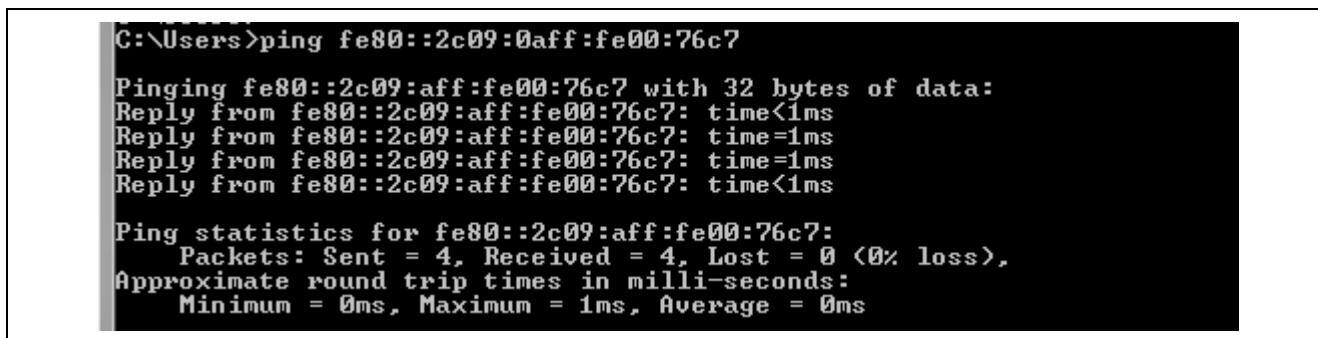 C:\Users>ping fe80::2c09:0aff:fe00:76c7
Pinging fe80::2c09:aff:fe00:76c7 with 32 bytes of data:
Reply from fe80::2c09:aff:fe00:76c7: time<1ms
Reply from fe80::2c09:aff:fe00:76c7: time=1ms
Reply from fe80::2c09:aff:fe00:76c7: time=1ms
Reply from fe80::2c09:aff:fe00:76c7: time<1ms
Ping statistics for fe80::2c09:aff:fe00:76c7:
Packets: Sent = 4, Received = 4, Lost = 0 (0% loss),
Approximate round trip times in milli-seconds:
Minimum = 0ms, Maximum = 1ms, Average = 0ms